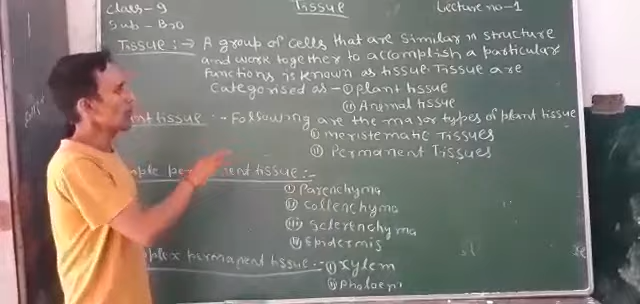 Class-9 Tissue Lecture no-1
Sub-Bio
Tissue :→ A group of cells that are similar in structure
and work together to accomplish a particular
functions is known as tissue. Tissue are
categorised as - (i) plant tissue
(ii) Animal tissue
tissue :- Following are the major types of plant tissue
(i) Meristematic Tissues
(ii) Permanent Tissues
tissue :-
(i) Parenchyma
(ii) Collenchyma
(iii) Sclerenchyma
(iv) Epidermis
permanent tissue :- (i) Xylem
(ii) Phloem